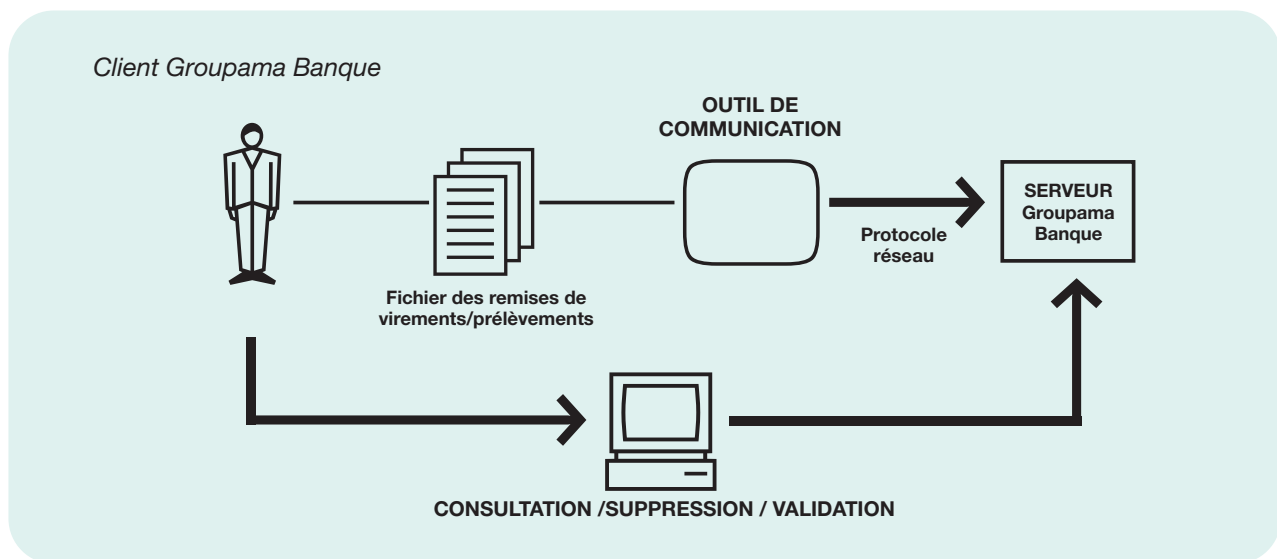 Client Groupama Banque
OUTIL DE
COMMUNICATION
SERVEUR
Groupama
Banque
Protocole
réseau
Fichier des remises de
virements/prélèvements
CONSULTATION /SUPPRESSION / VALIDATION